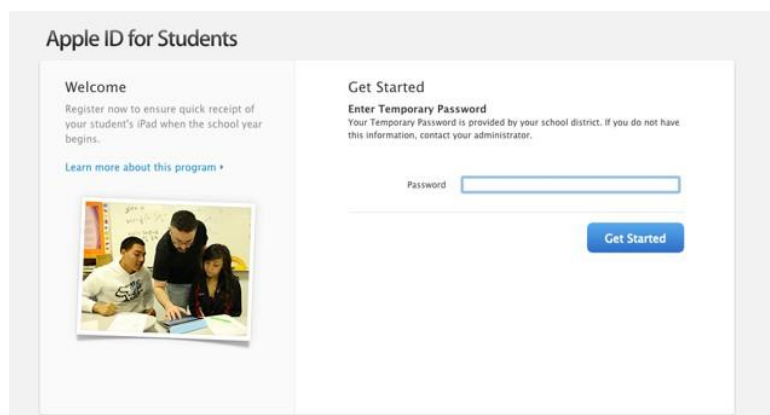 Apple ID for Students
Welcome
Register now to ensure quick receipt of
your student's iPad when the school year
begins.
Learn more about this program ▸
Get Started
Enter Temporary Password
Your Temporary Password is provided by your school district. If you do not have
this information, contact your administrator.
Password
Get Started